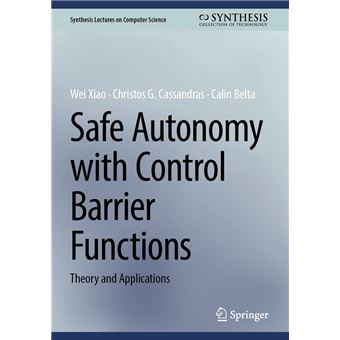 Synthesis Lectures on Computer Science
SYNTHESIS
COLLECTION OF TECHNOLOGY
Wei Xiao · Christos G. Cassandras · Calin Belta
Safe Autonomy
with Control
Barrier
Functions
Theory and Applications
Springer